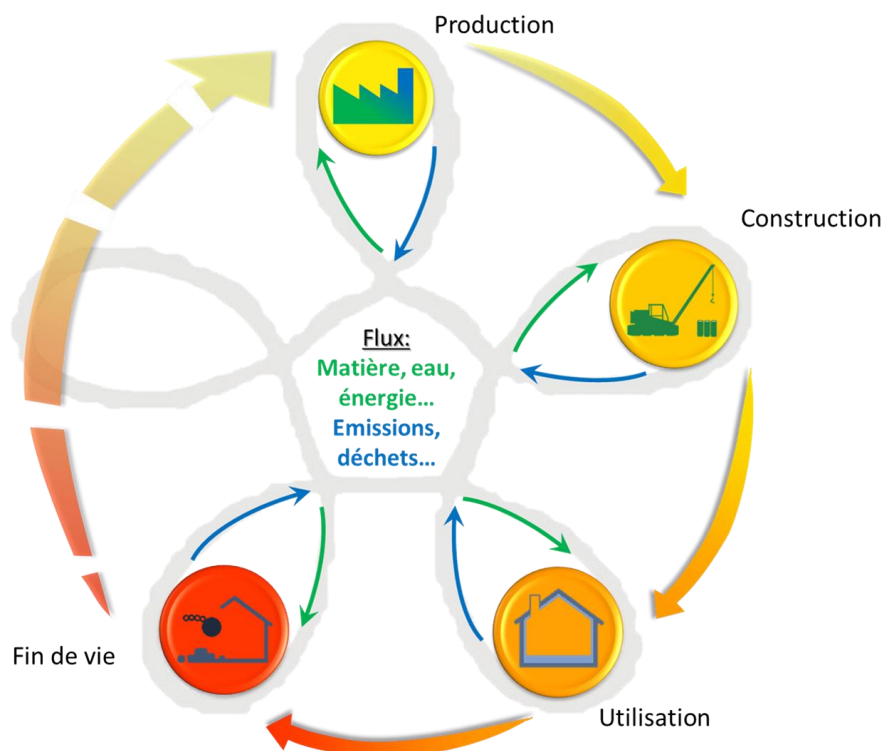 Production
Construction
Flux:
Matière, eau,
énergie...
Emissions,
déchets...
Fin de vie
Utilisation